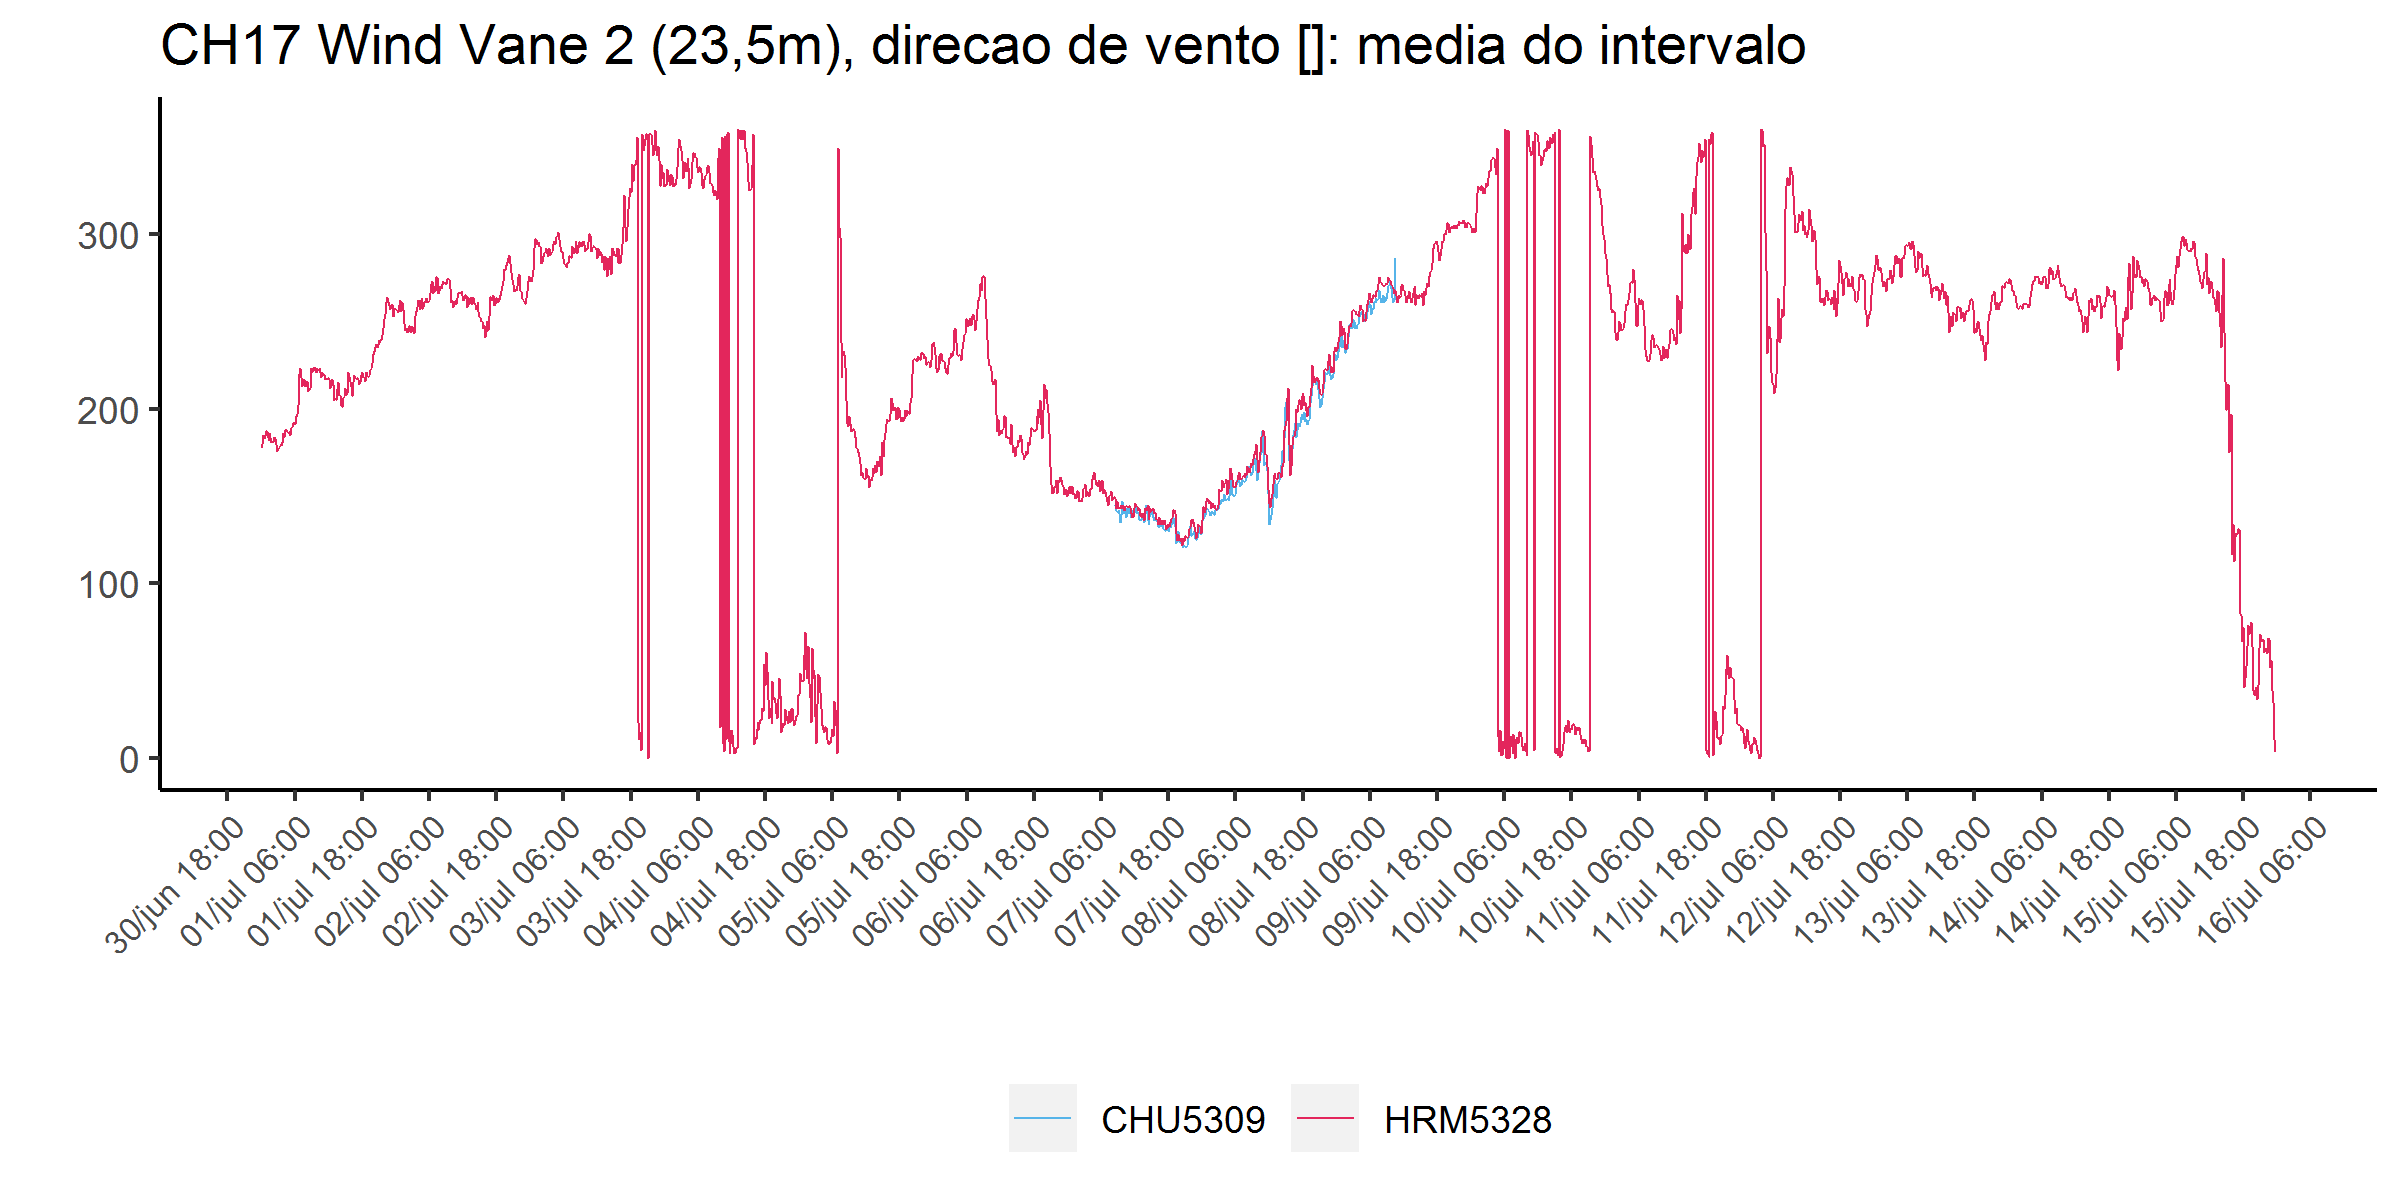 CH17 Wind Vane 2 (23,5m), direcao de vento []: media do intervalo
300
200
100
0
30/jun 18:00
01/jul 06:00
01/jul 18:00
02/jul 06:00
02/jul 18:00
03/jul 06:00
03/jul 18:00
04/jul 06:00
04/jul 18:00
05/jul 06:00
05/jul 18:00
06/jul 06:00
06/jul 18:00
07/jul 06:00
07/jul 18:00
08/jul 06:00
08/jul 18:00
09/jul 06:00
09/jul 18:00
10/jul 06:00
10/jul 18:00
11/jul 06:00
11/jul 18:00
12/jul 06:00
12/jul 18:00
13/jul 06:00
13/jul 18:00
14/jul 06:00
14/jul 18:00
15/jul 06:00
15/jul 18:00
16/jul 06:00
CHU5309
HRM5328